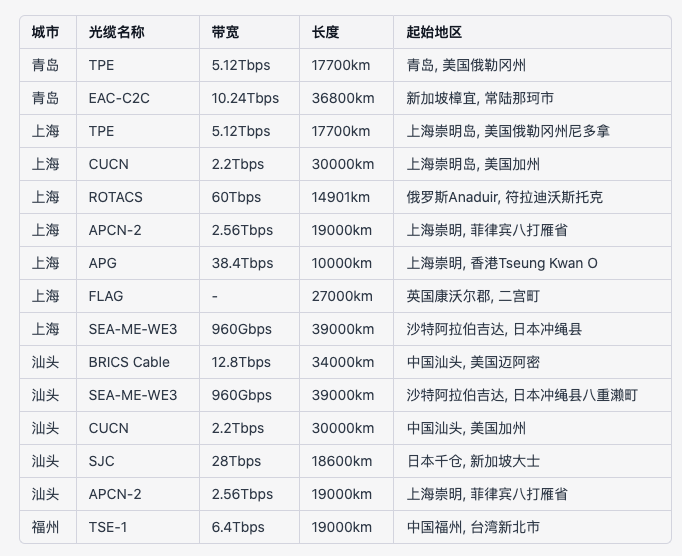 城市 光缆名称 带宽 长度 起始地区
青岛 TPE 5.12Tbps 17700km 青岛, 美国俄勒冈州
青岛 EAC-C2C 10.24Tbps 36800km 新加坡樟宜, 常陆那珂市
上海 TPE 5.12Tbps 17700km 上海崇明岛, 美国俄勒冈州尼多拿
上海 CUCN 2.2Tbps 30000km 上海崇明岛, 美国加州
上海 ROTACS 60Tbps 14901km 俄罗斯Anaduir, 符拉迪沃斯托克
上海 APCN-2 2.56Tbps 19000km 上海崇明, 菲律宾八打雁省
上海 APG 38.4Tbps 10000km 上海崇明, 香港Tseung Kwan O
上海 FLAG - 27000km 英国康沃尔郡, 二宫町
上海 SEA-ME-WE3 960Gbps 39000km 沙特阿拉伯吉达, 日本冲绳县
汕头 BRICS Cable 12.8Tbps 34000km 中国汕头, 美国迈阿密
汕头 SEA-ME-WE3 960Gbps 39000km 沙特阿拉伯吉达, 日本冲绳县八重濑町
汕头 CUCN 2.2Tbps 30000km 中国汕头, 美国加州
汕头 SJC 28Tbps 18600km 日本千仓, 新加坡大士
汕头 APCN-2 2.56Tbps 19000km 上海崇明, 菲律宾八打雁省
福州 TSE-1 6.4Tbps 19000km 中国福州, 台湾新北市